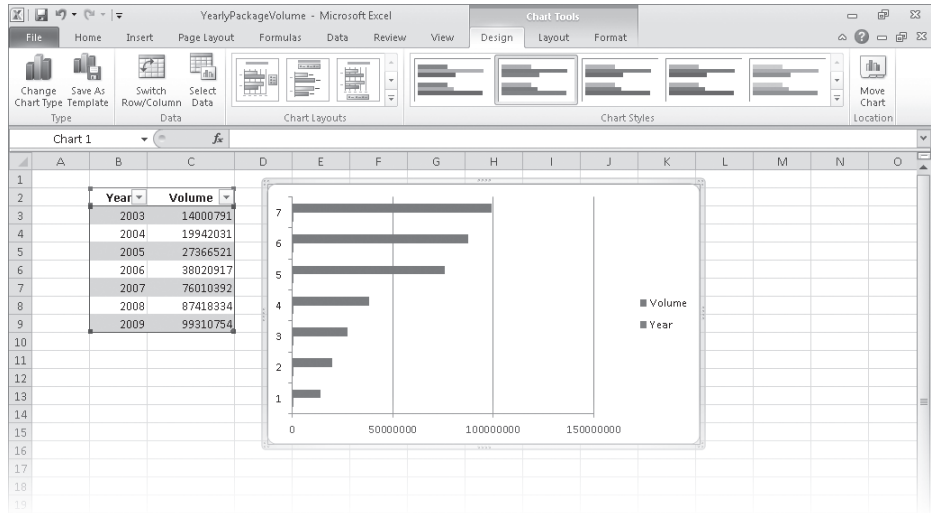 YearlyPackageVolume - Microsoft Excel
Chart Tools
File Home Insert Page Layout Formulas Data Review View Design Layout Format
Change Chart Type
Save As Template
Switch Row/Column
Select Data
Move Chart
Type Data Chart Layouts Chart Styles Location
Chart 1 fx
A B C D E F G H I J K L M N O
1
2 Year Volume
3 2003 14000791
4 2004 19942031
5 2005 27366521
6 2006 38020917
7 2007 76010392
8 2008 87418334
9 2009 99310754
10
11
12
13
14
15
16
17
18
19
7
6
5
4
3
2
1
0 50000000 100000000 150000000
Volume
Year